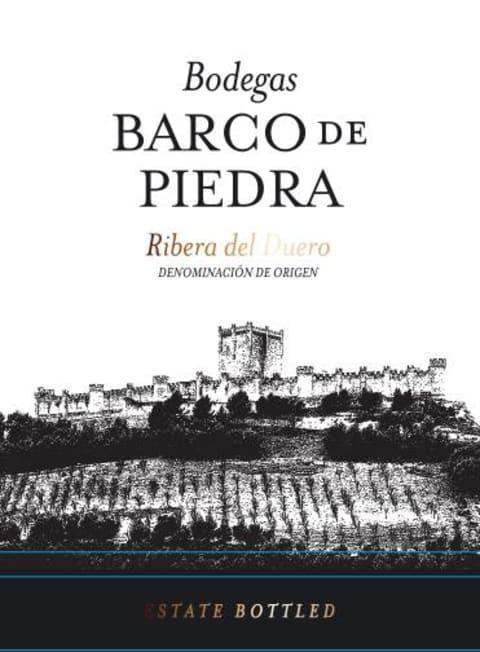 Bodegas
BARCO DE
PIEDRA
Ribera del Duero
DENOMINACIÓN DE ORIGEN
ESTATE BOTTLED